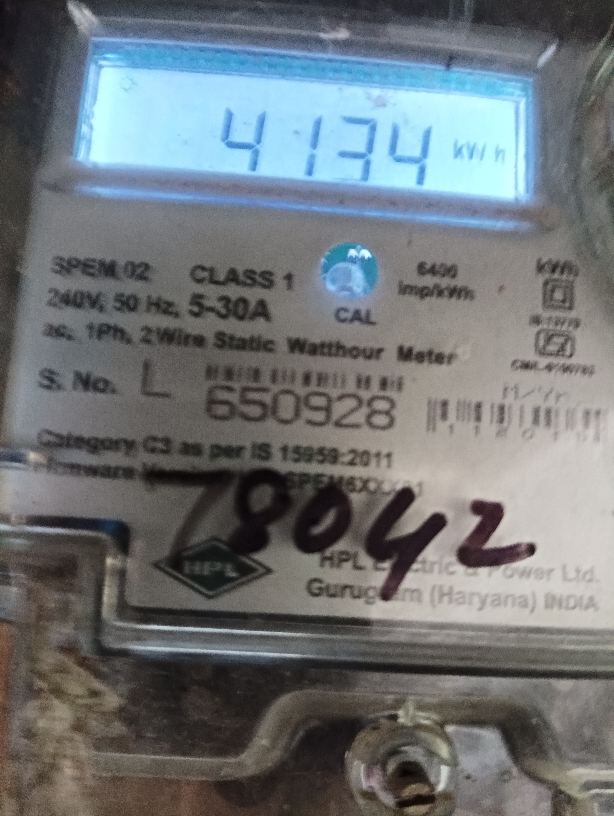 4134 kWh
SPEM 02 CLASS 1 6400
240V, 50 Hz, 5-30A CAL Imp/kWh kWh
ac, 1Ph, 2Wire Static Watthour Meter
S. No. L 650928 M/Yr
Category C3 as per IS 15959:2011
78042
HPL HPL Electric & Power Ltd.
Gurugram (Haryana) INDIA